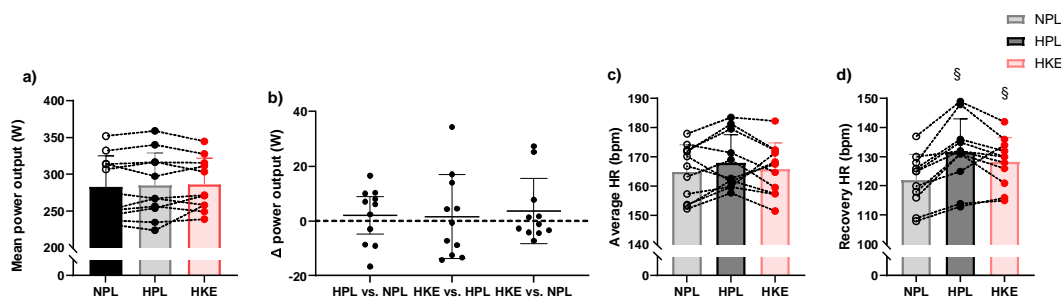 NPL
HPL
HKE
a)
Mean power output (W)
400
350
300
250
200
0
NPL HPL HKE
b)
Δ power output (W)
40
20
0
-20
HPL vs. NPL HKE vs. HPL HKE vs. NPL
c)
Average HR (bpm)
190
180
170
160
150
140
0
NPL HPL HKE
d)
§
§
Recovery HR (bpm)
150
140
130
120
110
100
0
NPL HPL HKE